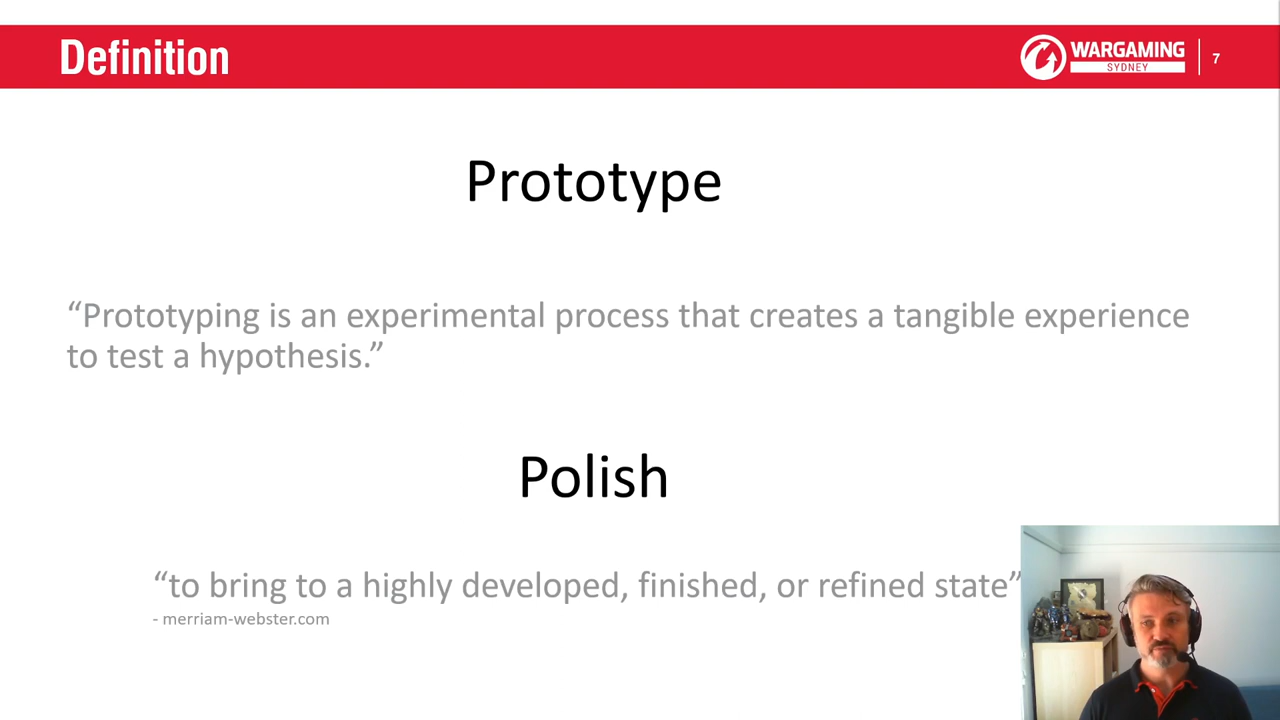 Definition
WARGAMING
SYDNEY
7
Prototype
“Prototyping is an experimental process that creates a tangible experience
to test a hypothesis.”
Polish
“to bring to a highly developed, finished, or refined state”
- merriam-webster.com